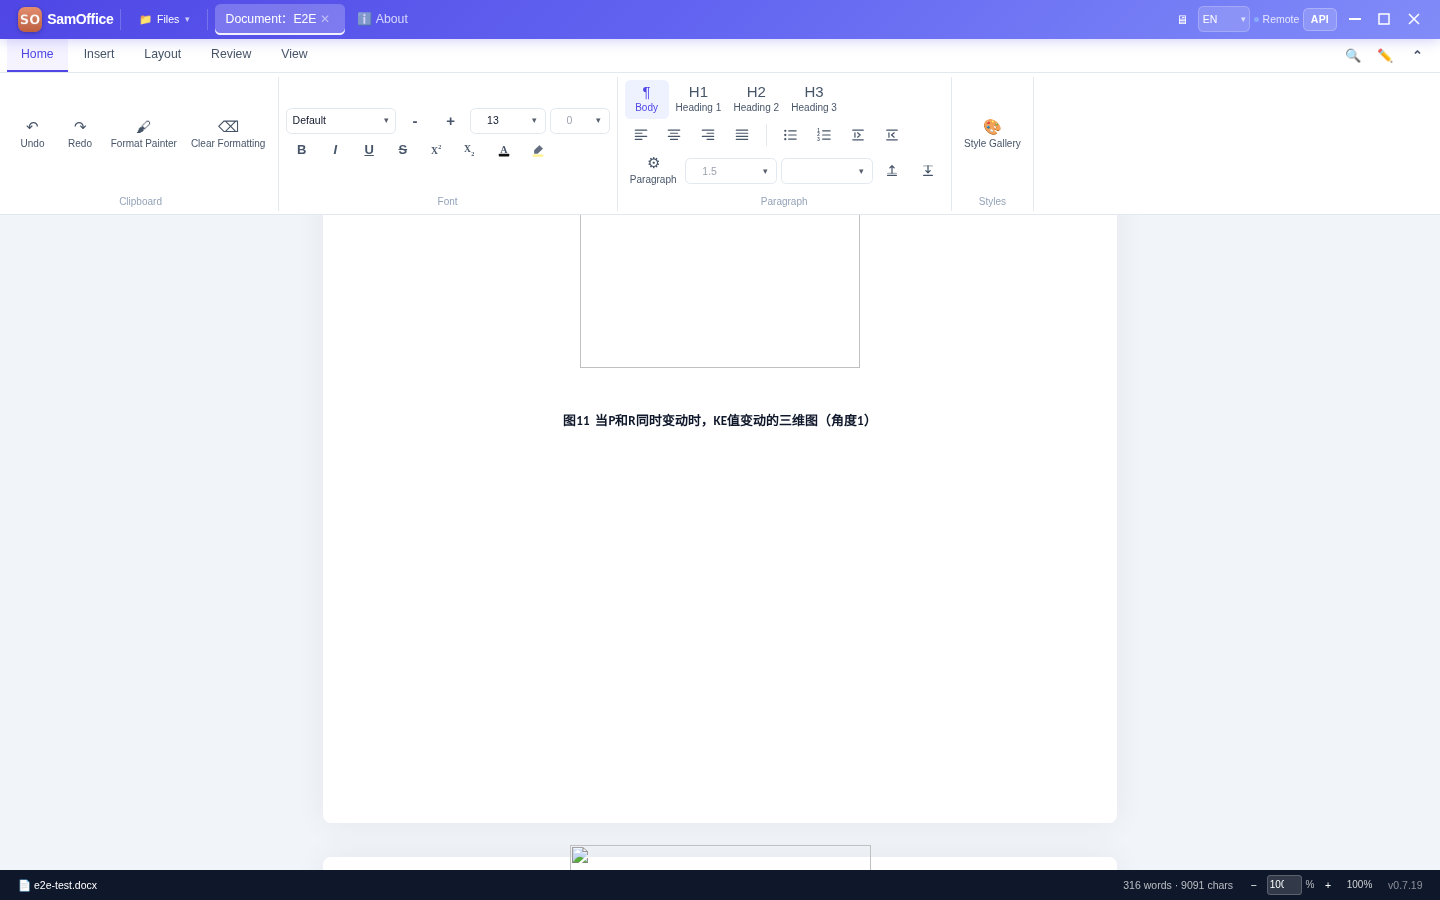 SO SamOffice
Files
Document：E2E
About
EN
Remote
API
Home
Insert
Layout
Review
View
Undo
Redo
Format Painter
Clear Formatting
Clipboard
Default
-
+
13
0
B I U S X² X₂ A
Font
¶ H1 H2 H3
Body
Heading 1
Heading 2
Heading 3
Paragraph
1.5
Paragraph
Style Gallery
Styles
图11 当P和R同时变动时，KE值变动的三维图（角度1）
e2e-test.docx
316 words · 9091 chars
−
100
%
+
100%
v0.7.19